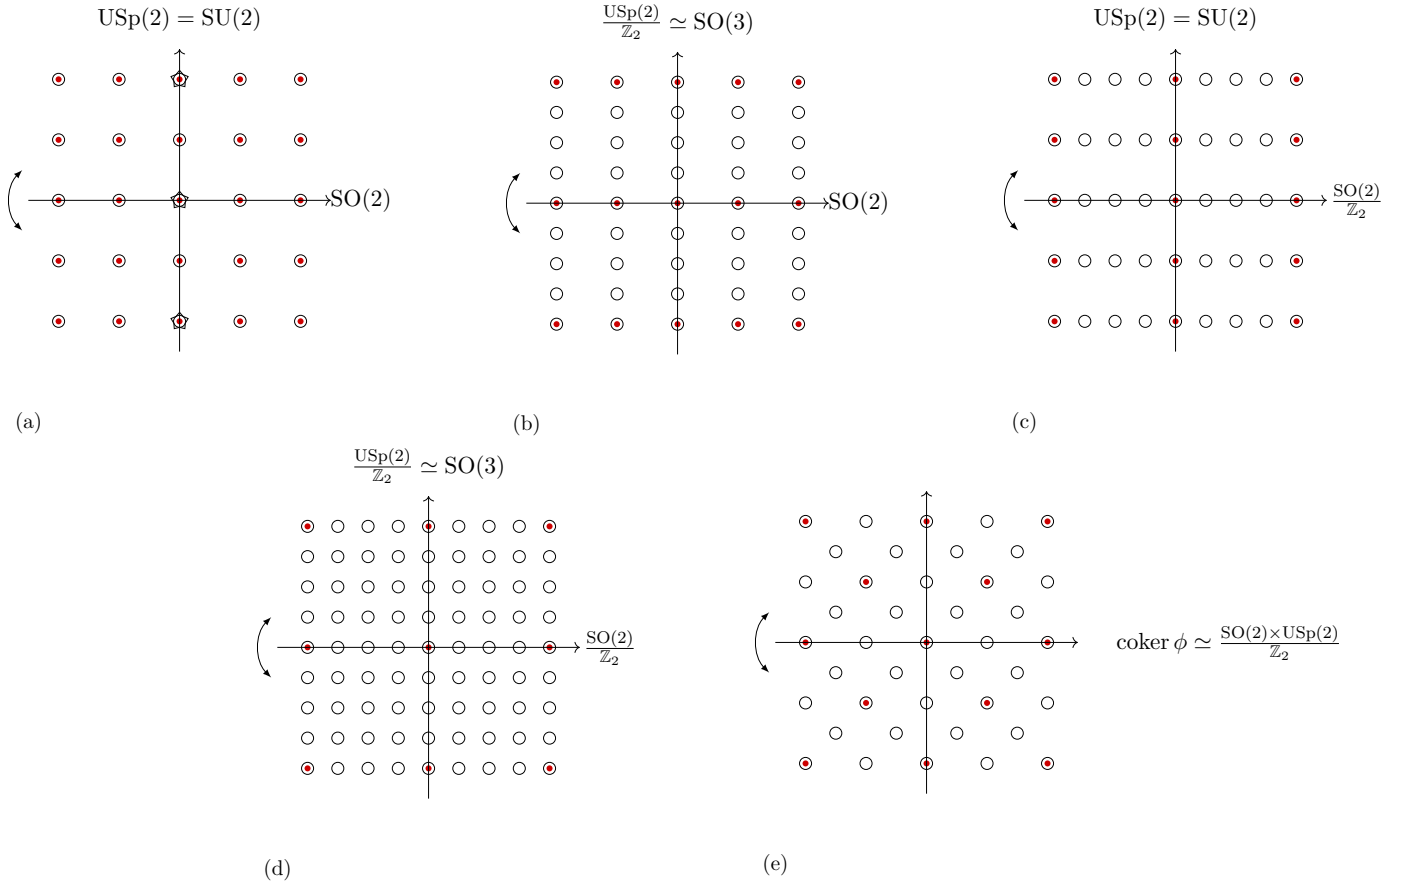 USp(2) = SU(2)
SO(2)
(a)
USp(2)/ℤ₂ ≃ SO(3)
SO(2)
(b)
USp(2) = SU(2)
SO(2)/ℤ₂
(c)
USp(2)/ℤ₂ ≃ SO(3)
SO(2)/ℤ₂
(d)
coker ϕ ≃ SO(2)×USp(2)/ℤ₂
(e)